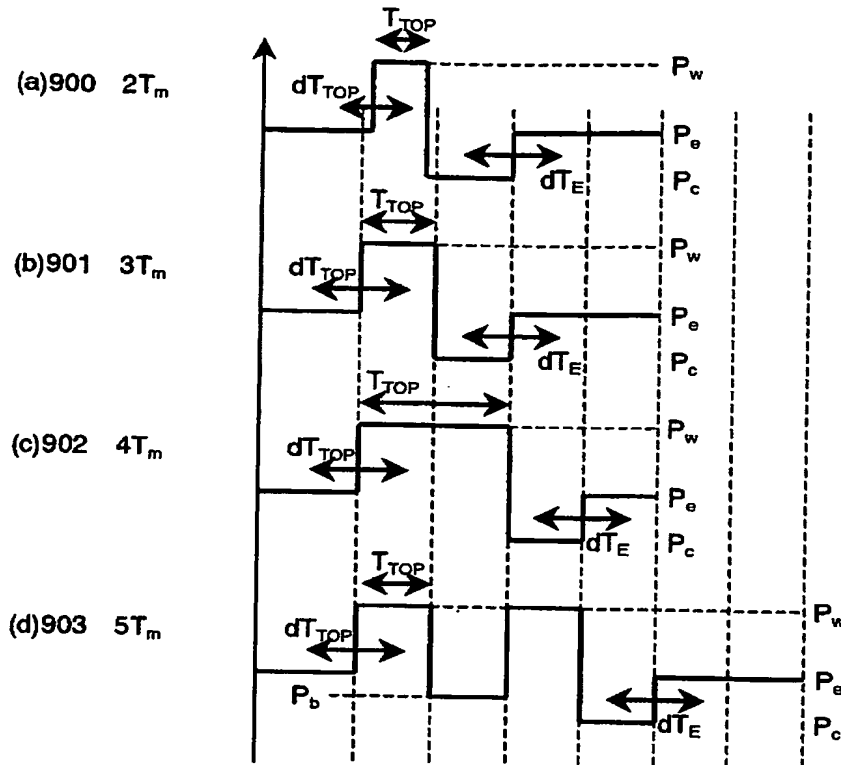 T_TOP
(a)900 2T_m
dT_TOP
P_w
P_e
dT_E
P_c
T_TOP
(b)901 3T_m
dT_TOP
P_w
P_e
dT_E
P_c
T_TOP
(c)902 4T_m
dT_TOP
P_w
P_e
dT_E
P_c
T_TOP
(d)903 5T_m
dT_TOP
P_w
P_b
P_e
dT_E
P_c